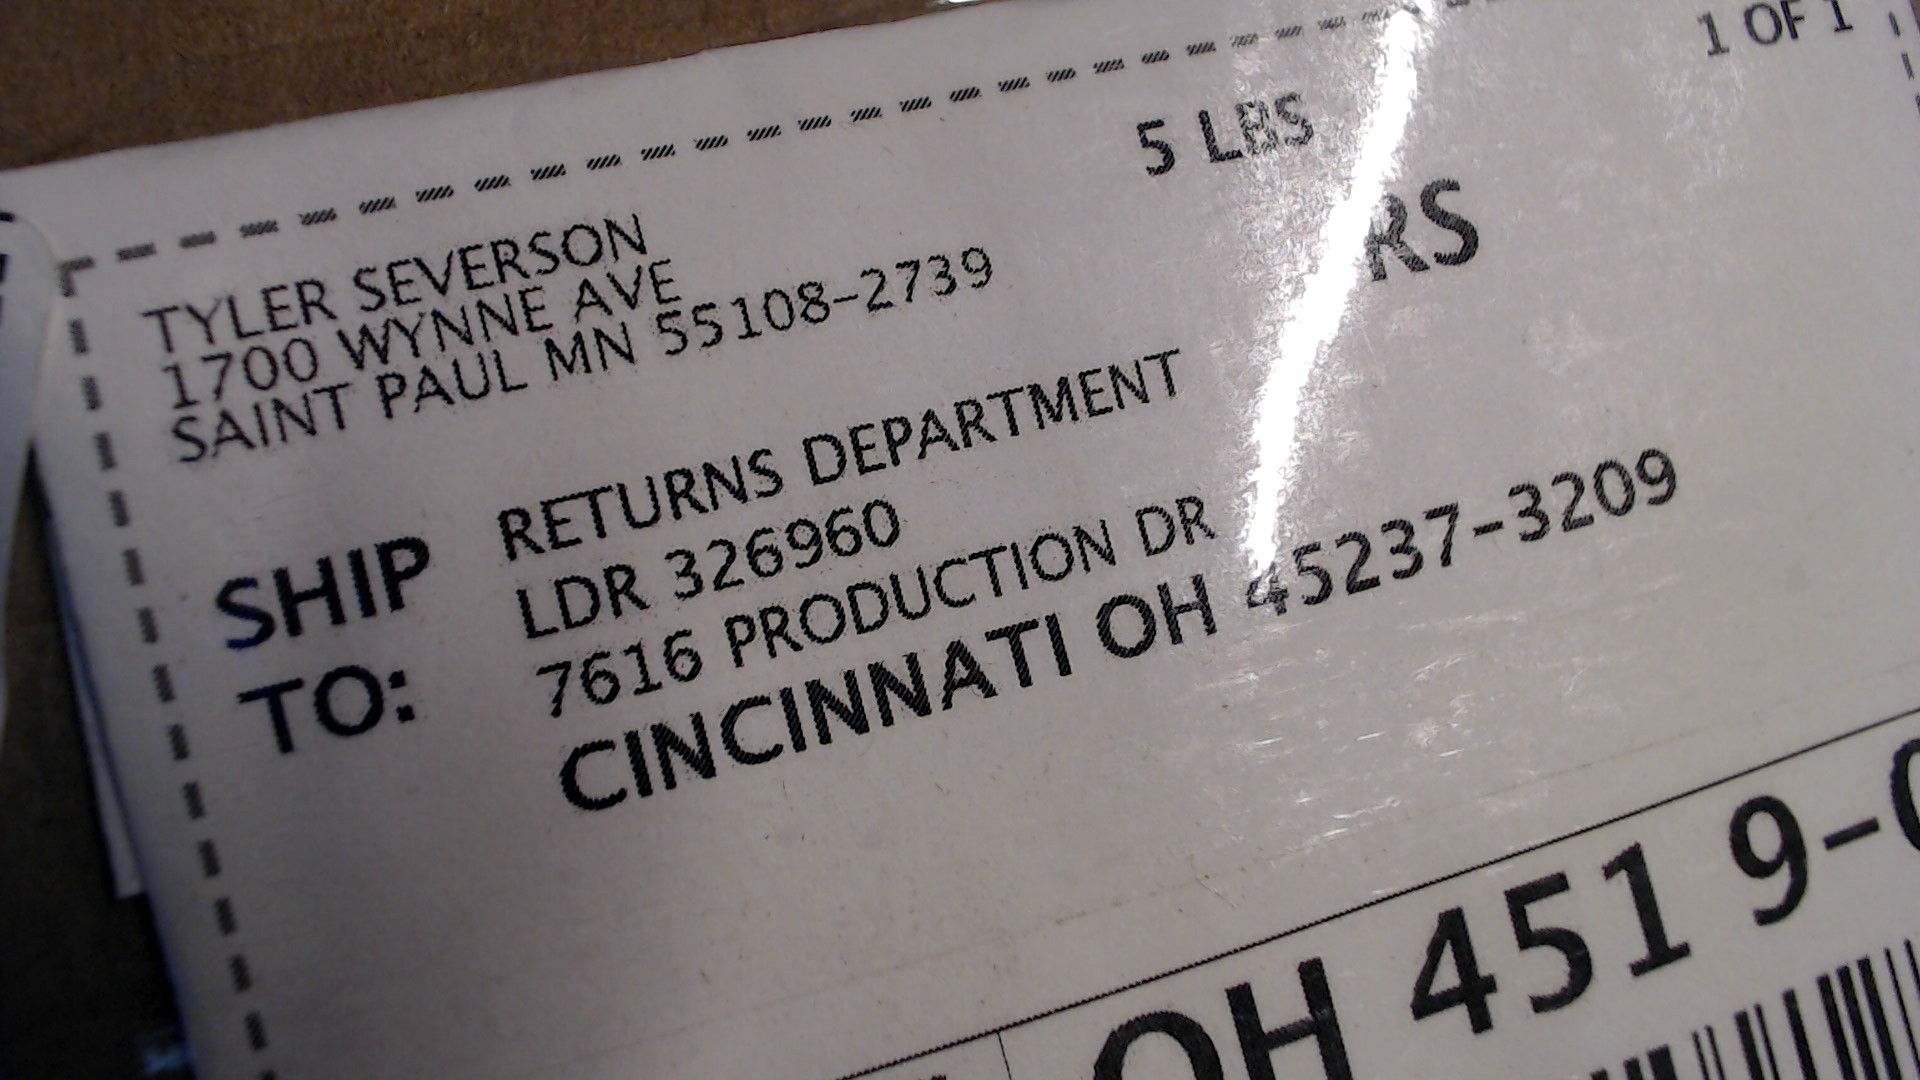 1 OF 1
5 LBS
RS
TYLER SEVERSON
1700 WYNNE AVE
SAINT PAUL MN 55108-2739
SHIP
TO:
RETURNS DEPARTMENT
LDR 326960
7616 PRODUCTION DR
CINCINNATI OH 45237-3209
OH 451 9-0